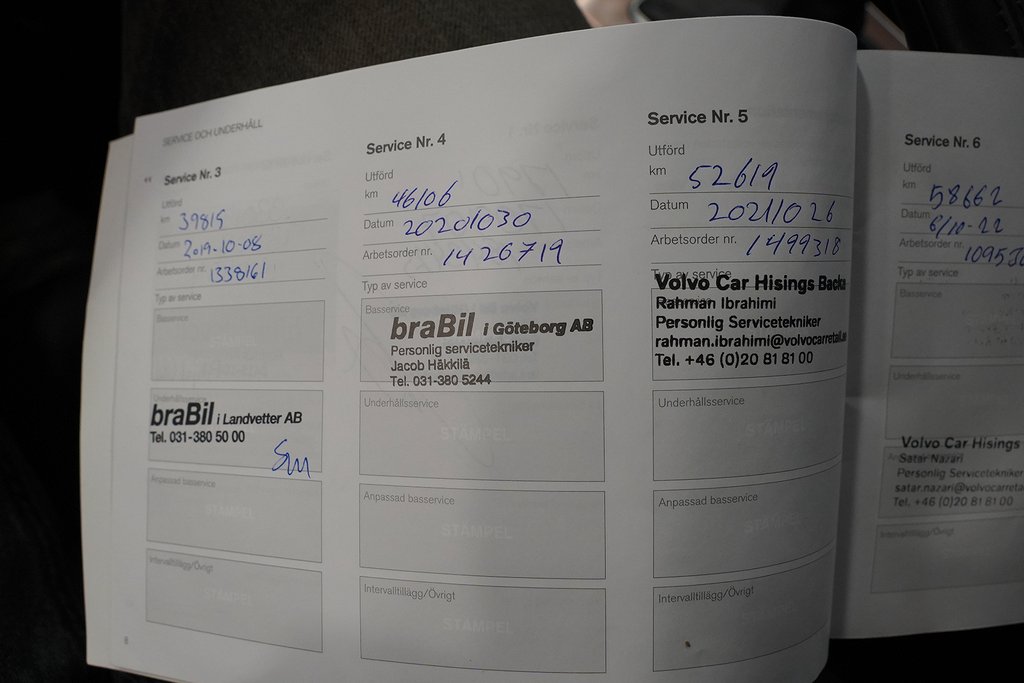 SERVICE OCH UNDERHÅLL
Service Nr. 3
Utförd
km 39819
Datum 2019-10-08
Arbetsorder nr. 1338161
Typ av service
Basservice
Underhållsservice
braBil i Landvetter AB
Tel. 031-380 50 00
Anpassad basservice
STÄMPEL
Intervalltillägg/Övrigt
STÄMPEL
8
Service Nr. 4
Utförd
km 46106
Datum 20201030
Arbetsorder nr. 1426719
Typ av service
Basservice
braBil i Göteborg AB
Personlig servicetekniker
Jacob Häkkilä
Tel. 031-380 5244
Underhållsservice
STÄMPEL
Anpassad basservice
STÄMPEL
Intervalltillägg/Övrigt
STÄMPEL
Service Nr. 5
Utförd
km 52619
Datum 20211026
Arbetsorder nr. 1499318
Typ av service
Volvo Car Hisings Backa
Rahman Ibrahimi
Personlig Servicetekniker
rahman.ibrahimi@volvocarretail.se
Tel. +46 (0)20 81 81 00
Underhållsservice
Anpassad basservice
STÄMPEL
Intervalltillägg/Övrigt
Service Nr. 6
Utförd
km 58662
Datum 6/10-22
Arbetsorder nr.
Typ av service
Basservice
Underhållsservice
Volvo Car Hisings
Satar Nazari
Personlig Servicetekniker
satar.nazari@volvocarreta
Tel. +46 (0)20 81 81 00
Intervalltillägg/Övrigt